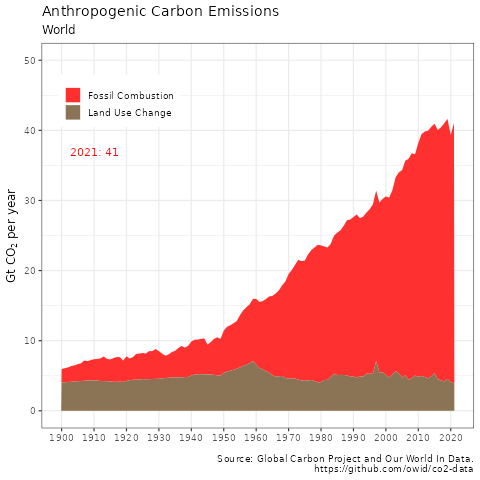 Anthropogenic Carbon Emissions
World
50
40
30
20
10
0
Gt CO₂ per year
Fossil Combustion
Land Use Change
2021: 41
1900 1910 1920 1930 1940 1950 1960 1970 1980 1990 2000 2010 2020
Source: Global Carbon Project and Our World In Data.
https://github.com/owid/co2-data